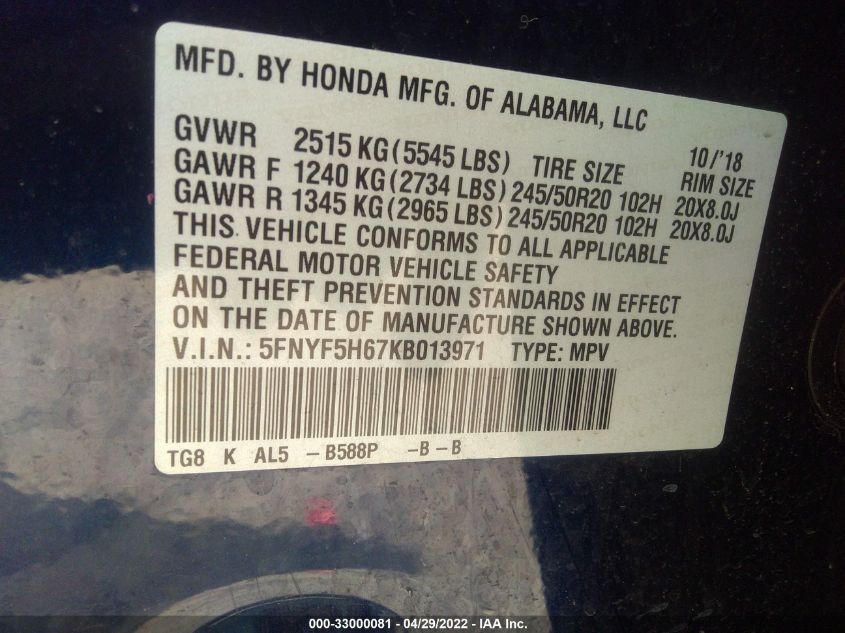 MFD. BY HONDA MFG. OF ALABAMA, LLC
10/'18
GVWR 2515 KG (5545 LBS) TIRE SIZE RIM SIZE
GAWR F 1240 KG (2734 LBS) 245/50R20 102H 20X8.0J
GAWR R 1345 KG (2965 LBS) 245/50R20 102H 20X8.0J
THIS VEHICLE CONFORMS TO ALL APPLICABLE
FEDERAL MOTOR VEHICLE SAFETY
AND THEFT PREVENTION STANDARDS IN EFFECT
ON THE DATE OF MANUFACTURE SHOWN ABOVE.
V.I.N.: 5FNYF5H67KB013971 TYPE: MPV
TG8 K AL5 – B588P –B – B
000-33000081 - 04/29/2022 - IAA Inc.